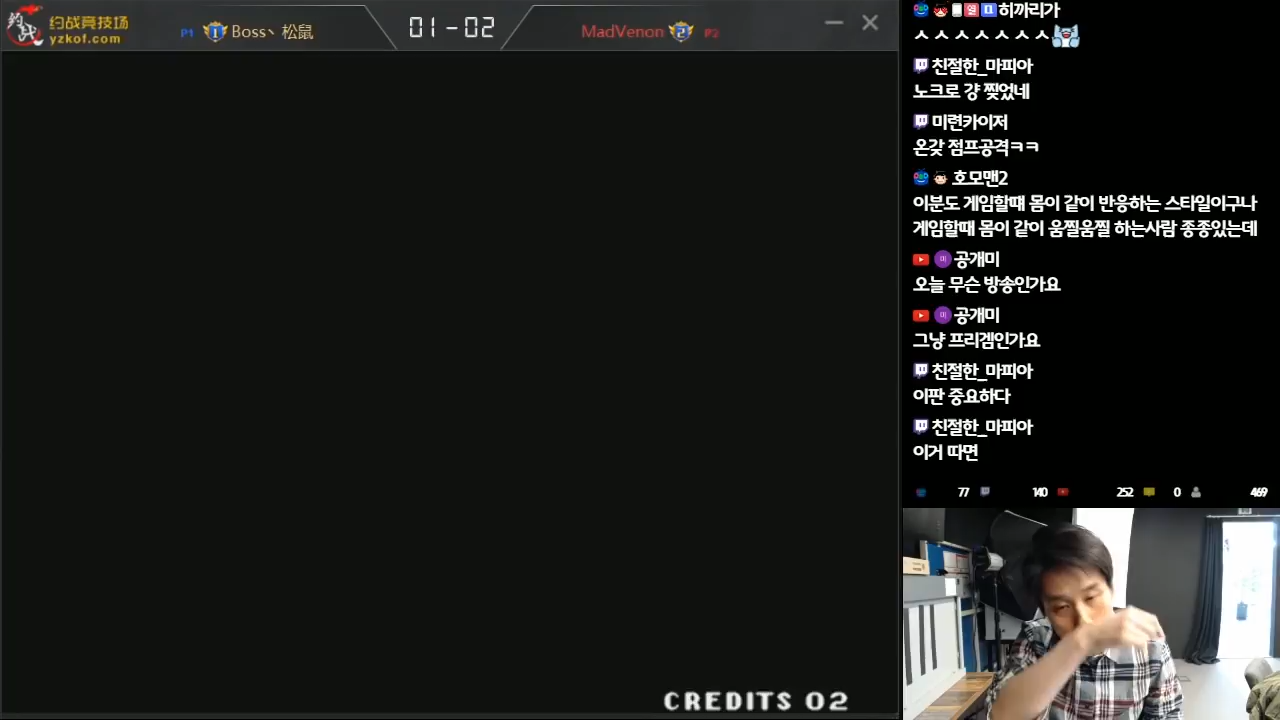 约战竞技场
yzkof.com
P1
1
Boss丶松鼠
01-02
MadVenon
2
P2
CREDITS 02
열
히까리가
ㅅㅅㅅㅅㅅㅅㅅ
친절한_마피아
노크로 걍 찢었네
미련카이저
온갖 점프공격ㅋㅋ
호모맨2
이분도 게임할때 몸이 같이 반응하는 스타일이구나
게임할때 몸이 같이 움찔움찔 하는사람 종종있는데
미 공개미
오늘 무슨 방송인가요
미 공개미
그냥 프리겜인가요
친절한_마피아
이판 중요하다
친절한_마피아
이거 따면
77 140 252 0 469